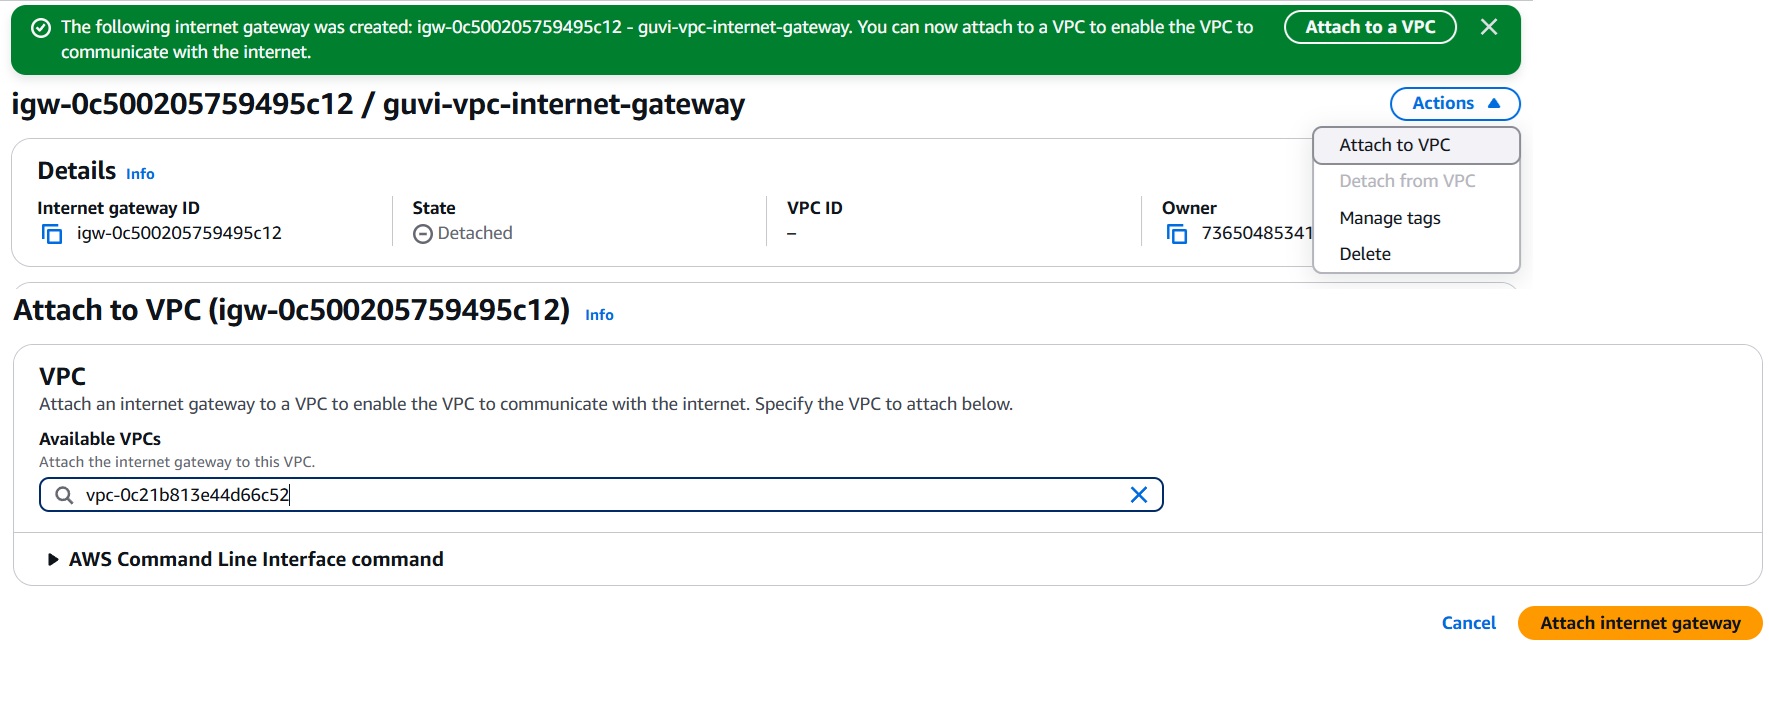 The following internet gateway was created: igw-0c500205759495c12 - guvi-vpc-internet-gateway. You can now attach to a VPC to enable the VPC to
communicate with the internet.
Attach to a VPC
igw-0c500205759495c12 / guvi-vpc-internet-gateway
Actions
Attach to VPC
Detach from VPC
Manage tags
Delete
Details Info
Internet gateway ID
igw-0c500205759495c12
State
Detached
VPC ID
–
Owner
73650485341
Attach to VPC (igw-0c500205759495c12) Info
VPC
Attach an internet gateway to a VPC to enable the VPC to communicate with the internet. Specify the VPC to attach below.
Available VPCs
Attach the internet gateway to this VPC.
vpc-0c21b813e44d66c52
AWS Command Line Interface command
Cancel
Attach internet gateway